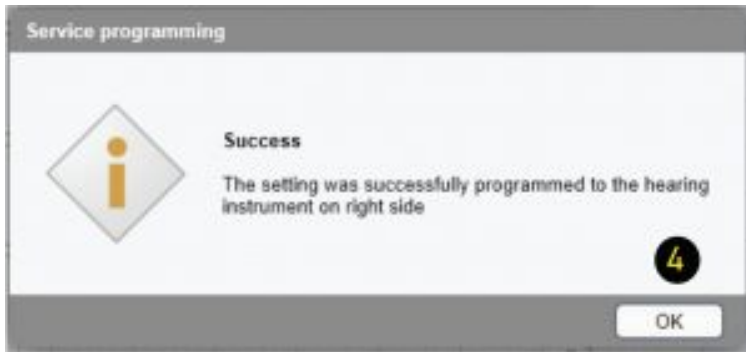 Service programming
Success
The setting was successfully programmed to the hearing
instrument on right side
4
OK